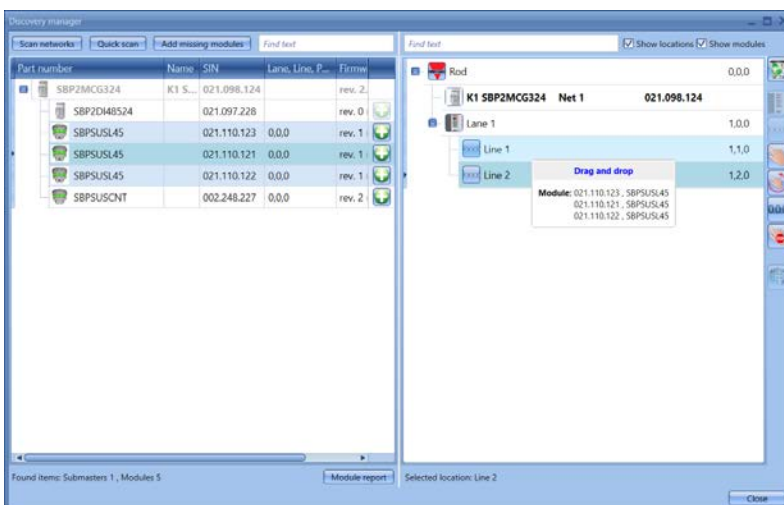 Discovery manager
Scan networks Quick scan Add missing modules Find text
Part number Name SIN Lane, Line, P... Firmw
SBP2MCG324 K1 S... 021.098.124 rev. 2.
SBP2DI48524 021.097.228 rev. 0
SBPSUSL45 021.110.123 0,0,0 rev. 1
SBPSUSL45 021.110.121 0,0,0 rev. 1
SBPSUSL45 021.110.122 0,0,0 rev. 1
SBPSUSCNT 002.248.227 0,0,0 rev. 2
Found items: Submasters 1 , Modules 5 Module report
Find text Show locations Show modules
Rod 0,0,0
K1 SBP2MCG324 Net 1 021.098.124
Lane 1 1,0,0
Line 1 1,1,0
Line 2 1,2,0
Drag and drop
Module: 021.110.123 , SBPSUSL45
021.110.121 , SBPSUSL45
021.110.122 , SBPSUSL45
Selected location: Line 2
Close